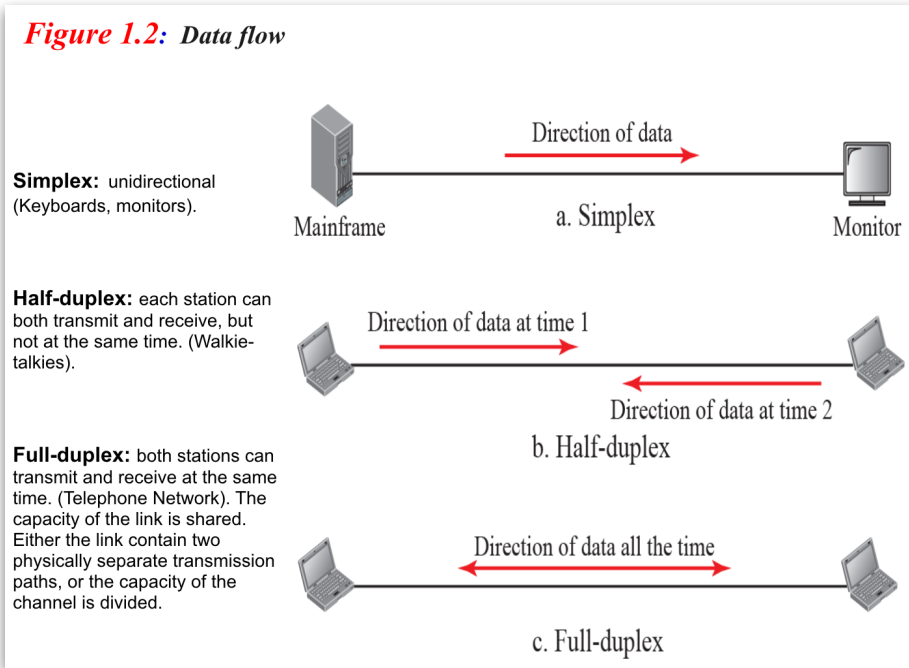 Figure 1.2: Data flow
Simplex: unidirectional
(Keyboards, monitors).
Direction of data
Mainframe
a. Simplex
Monitor
Half-duplex: each station can
both transmit and receive, but
not at the same time. (Walkie-
talkies).
Direction of data at time 1
Direction of data at time 2
b. Half-duplex
Full-duplex: both stations can
transmit and receive at the same
time. (Telephone Network). The
capacity of the link is shared.
Either the link contain two
physically separate transmission
paths, or the capacity of the
channel is divided.
Direction of data all the time
c. Full-duplex